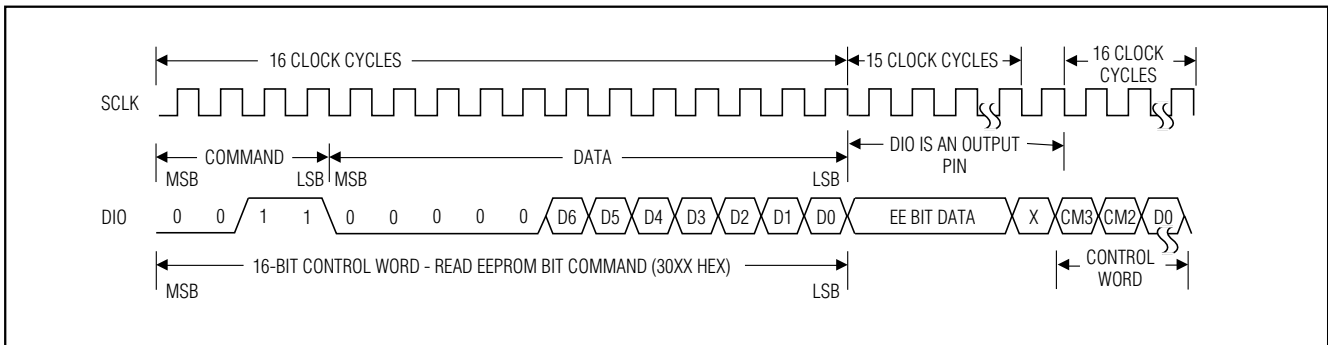 16 CLOCK CYCLES
15 CLOCK CYCLES
16 CLOCK
CYCLES
SCLK
COMMAND
DATA
DIO IS AN OUTPUT
PIN
MSB
LSB
MSB
LSB
DIO
0 0 1 1 0 0 0 0 0 D6 D5 D4 D3 D2 D1 D0 EE BIT DATA X CM3 CM2 D0
16-BIT CONTROL WORD - READ EEPROM BIT COMMAND (30XX HEX)
CONTROL
WORD
MSB
LSB